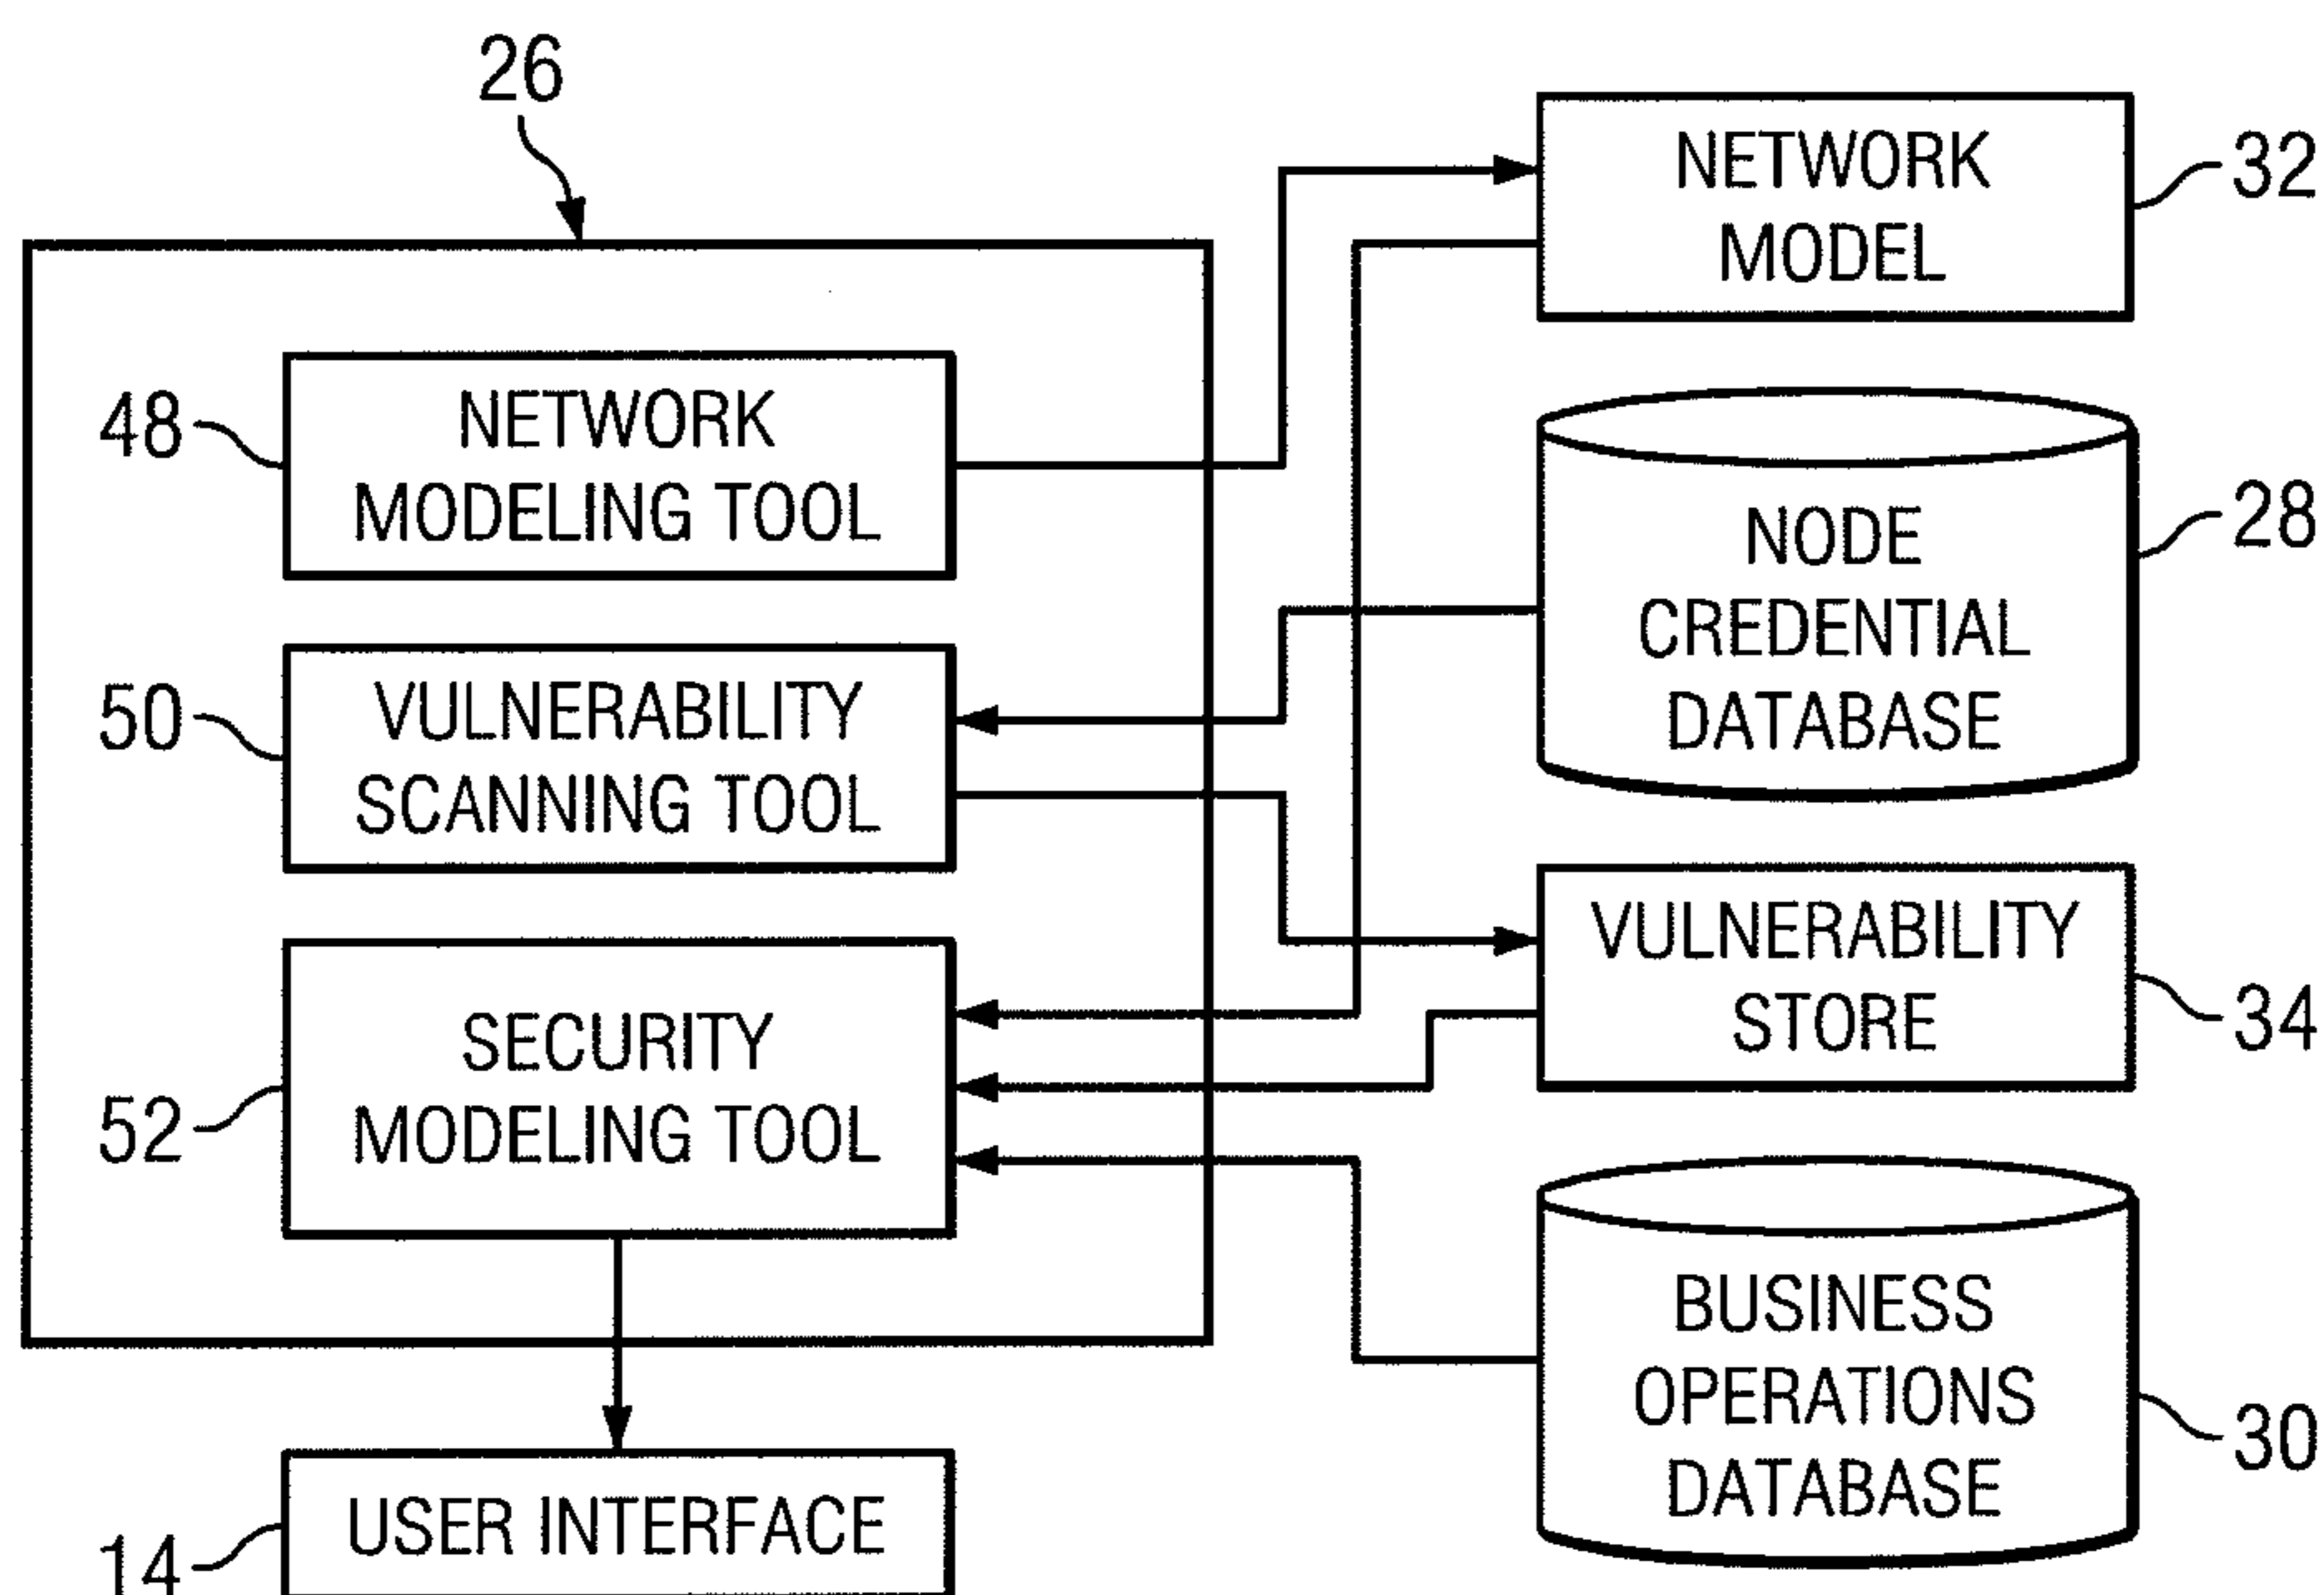 26
NETWORK
MODEL
32
48
NETWORK
MODELING TOOL
NODE
CREDENTIAL
DATABASE
28
50
VULNERABILITY
SCANNING TOOL
VULNERABILITY
STORE
34
52
SECURITY
MODELING TOOL
BUSINESS
OPERATIONS
DATABASE
30
14
USER INTERFACE